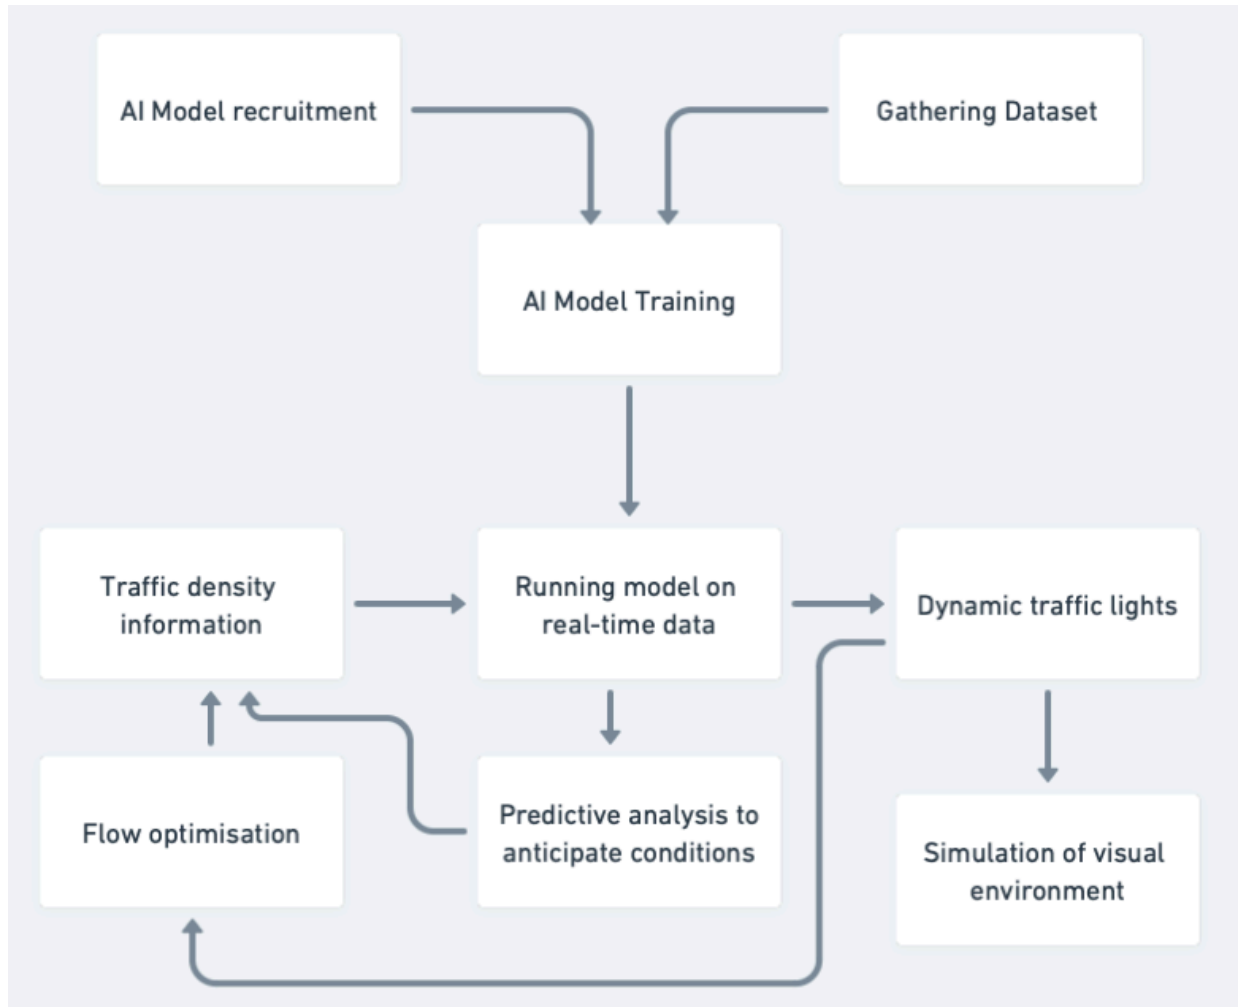 AI Model recruitment
Gathering Dataset
AI Model Training
Traffic density
information
Running model on
real-time data
Dynamic traffic lights
Flow optimisation
Predictive analysis to
anticipate conditions
Simulation of visual
environment